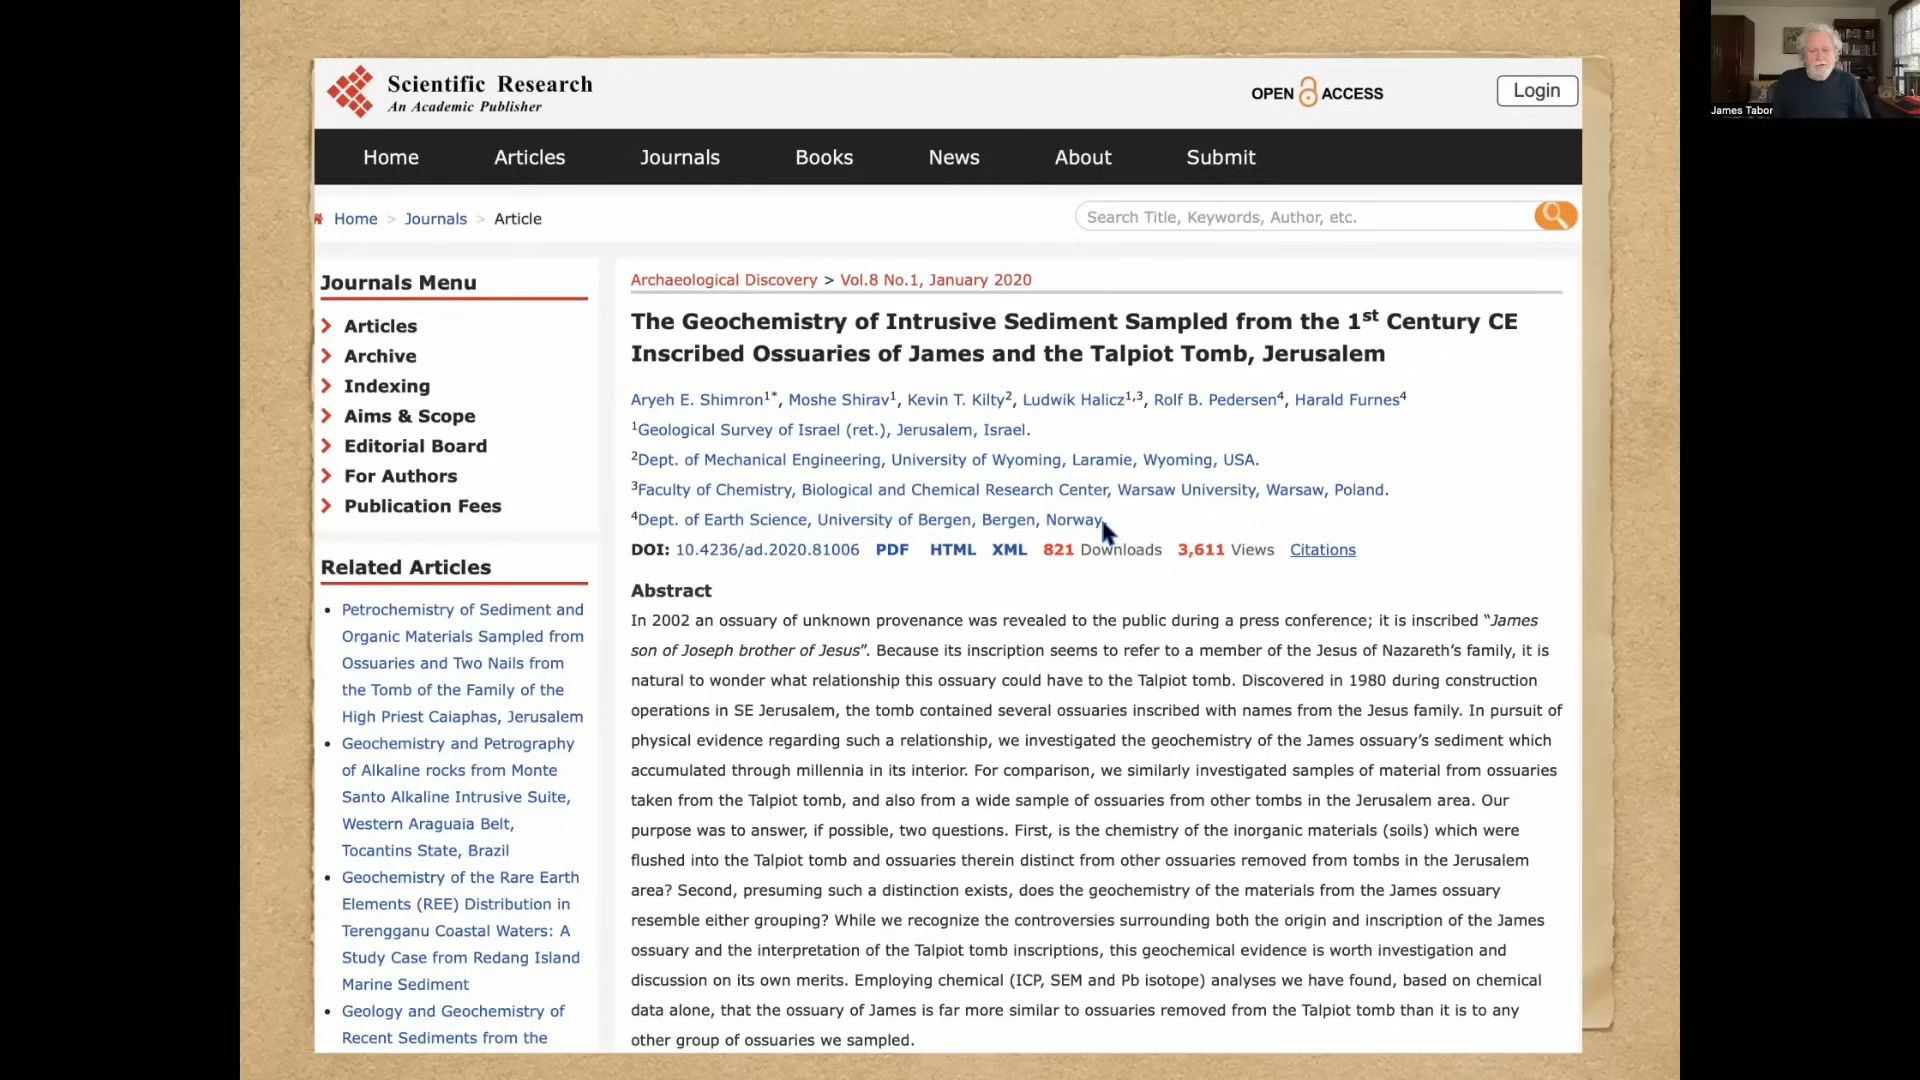 Scientific Research
An Academic Publisher
OPEN ACCESS
Login
James Tabor
Home Articles Journals Books News About Submit
Home > Journals > Article
Search Title, Keywords, Author, etc.
Journals Menu
Articles
Archive
Indexing
Aims & Scope
Editorial Board
For Authors
Publication Fees
Related Articles
Petrochemistry of Sediment and
Organic Materials Sampled from
Ossuaries and Two Nails from
the Tomb of the Family of the
High Priest Caiaphas, Jerusalem
Geochemistry and Petrography
of Alkaline rocks from Monte
Santo Alkaline Intrusive Suite,
Western Araguaia Belt,
Tocantins State, Brazil
Geochemistry of the Rare Earth
Elements (REE) Distribution in
Terengganu Coastal Waters: A
Study Case from Redang Island
Marine Sediment
Geology and Geochemistry of
Recent Sediments from the
Archaeological Discovery > Vol.8 No.1, January 2020
The Geochemistry of Intrusive Sediment Sampled from the 1st Century CE
Inscribed Ossuaries of James and the Talpiot Tomb, Jerusalem
Aryeh E. Shimron1*, Moshe Shirav1, Kevin T. Kilty2, Ludwik Halicz1,3, Rolf B. Pedersen4, Harald Furnes4
1Geological Survey of Israel (ret.), Jerusalem, Israel.
2Dept. of Mechanical Engineering, University of Wyoming, Laramie, Wyoming, USA.
3Faculty of Chemistry, Biological and Chemical Research Center, Warsaw University, Warsaw, Poland.
4Dept. of Earth Science, University of Bergen, Bergen, Norway.
DOI: 10.4236/ad.2020.81006 PDF HTML XML 821 Downloads 3,611 Views Citations
Abstract
In 2002 an ossuary of unknown provenance was revealed to the public during a press conference; it is inscribed “James
son of Joseph brother of Jesus”. Because its inscription seems to refer to a member of the Jesus of Nazareth’s family, it is
natural to wonder what relationship this ossuary could have to the Talpiot tomb. Discovered in 1980 during construction
operations in SE Jerusalem, the tomb contained several ossuaries inscribed with names from the Jesus family. In pursuit of
physical evidence regarding such a relationship, we investigated the geochemistry of the James ossuary’s sediment which
accumulated through millennia in its interior. For comparison, we similarly investigated samples of material from ossuaries
taken from the Talpiot tomb, and also from a wide sample of ossuaries from other tombs in the Jerusalem area. Our
purpose was to answer, if possible, two questions. First, is the chemistry of the inorganic materials (soils) which were
flushed into the Talpiot tomb and ossuaries therein distinct from other ossuaries removed from tombs in the Jerusalem
area? Second, presuming such a distinction exists, does the geochemistry of the materials from the James ossuary
resemble either grouping? While we recognize the controversies surrounding both the origin and inscription of the James
ossuary and the interpretation of the Talpiot tomb inscriptions, this geochemical evidence is worth investigation and
discussion on its own merits. Employing chemical (ICP, SEM and Pb isotope) analyses we have found, based on chemical
data alone, that the ossuary of James is far more similar to ossuaries removed from the Talpiot tomb than it is to any
other group of ossuaries we sampled.